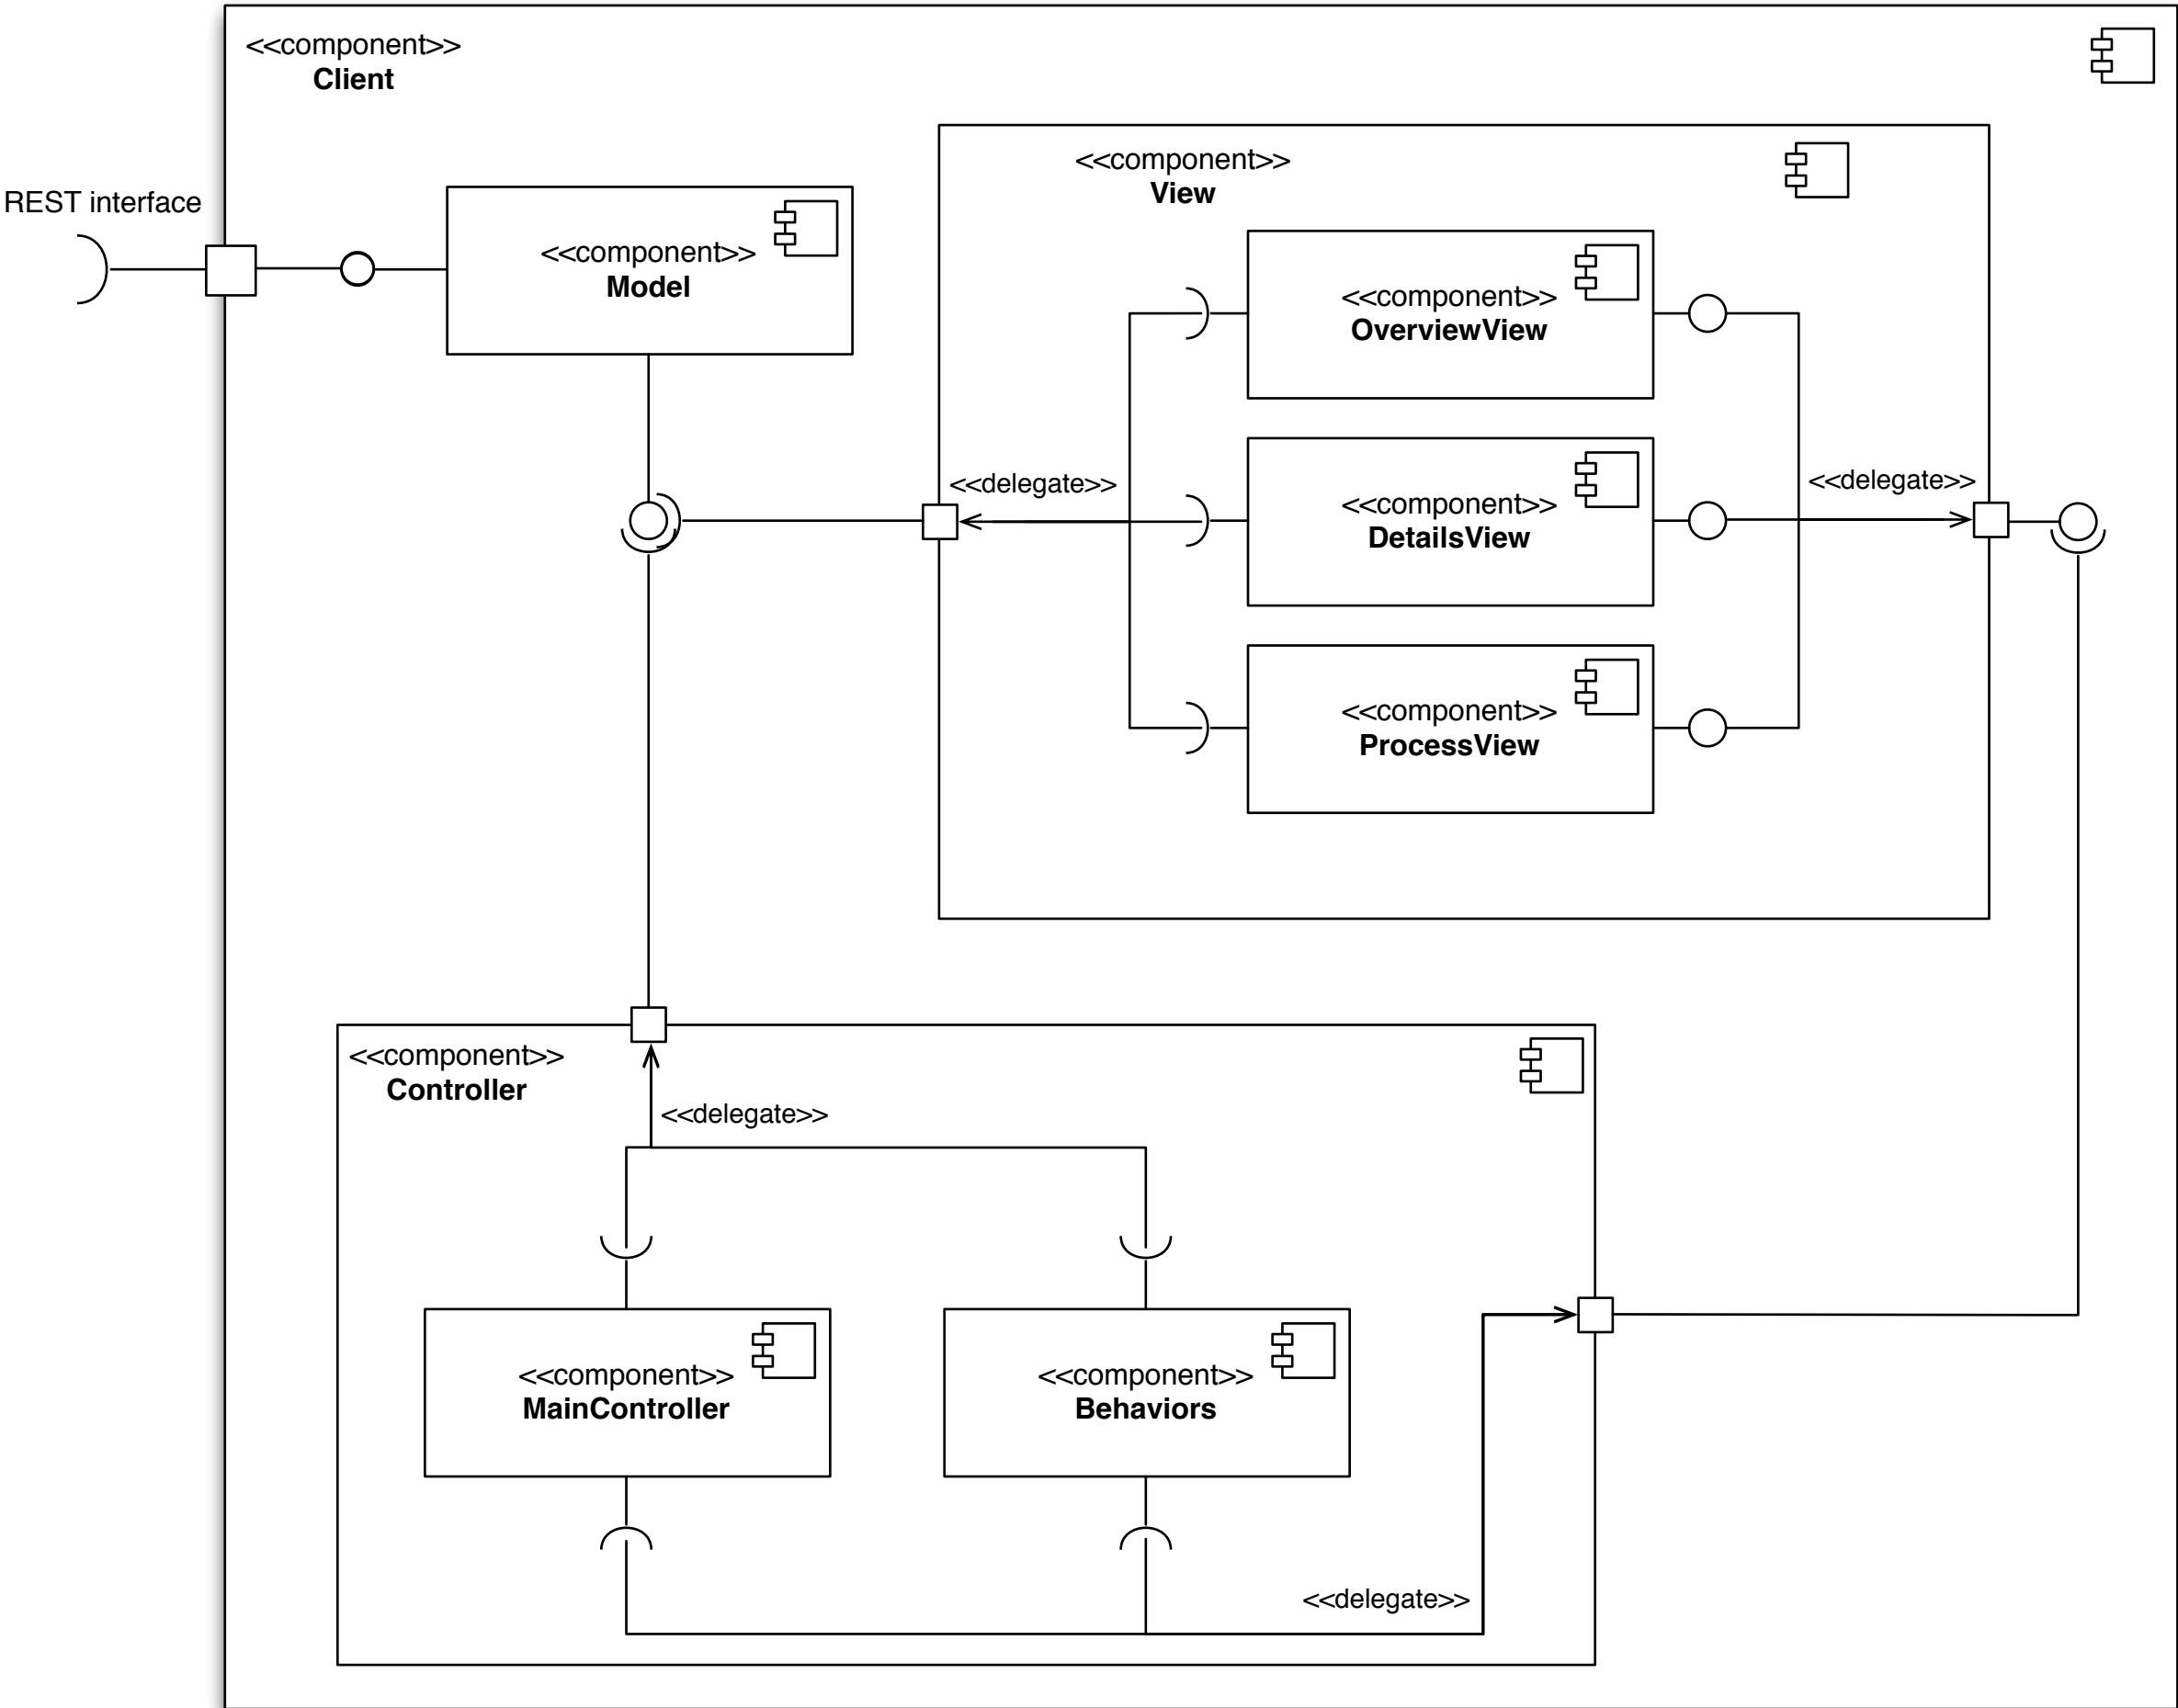 <<component>>
Client
REST interface
<<component>>
Model
<<component>>
View
<<component>>
OverviewView
<<delegate>>
<<component>>
DetailsView
<<delegate>>
<<component>>
ProcessView
<<component>>
Controller
<<delegate>>
<<component>>
MainController
<<component>>
Behaviors
<<delegate>>